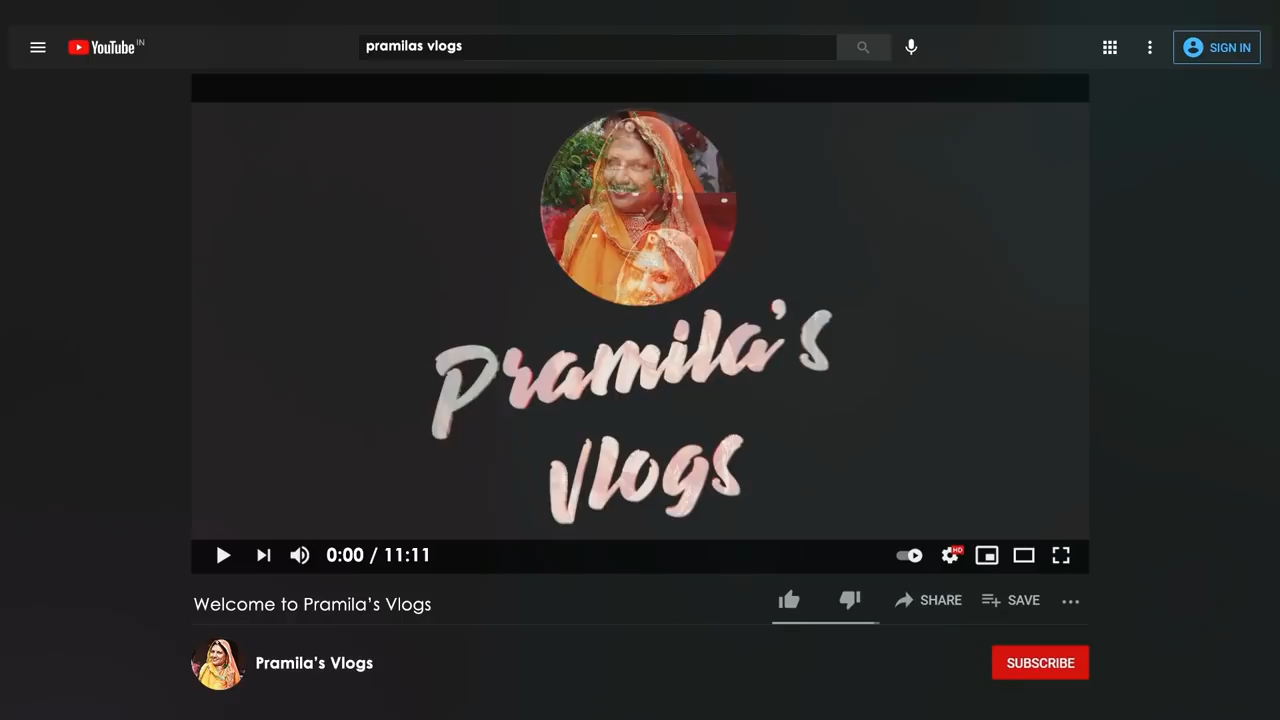 YouTube IN
pramilas vlogs
SIGN IN
Pramila's
Vlogs
0:00 / 11:11
HD
Welcome to Pramila's Vlogs
SHARE
SAVE
Pramila's Vlogs
SUBSCRIBE